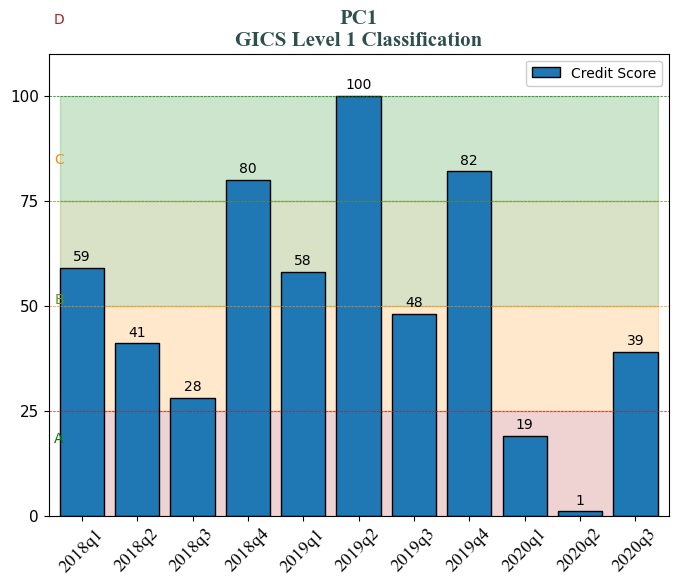 D
PC1
GICS Level 1 Classification
Credit Score
100
75
50
25
0
C
B
A
59
41
28
80
58
100
48
82
19
1
39
2018q1
2018q2
2018q3
2018q4
2019q1
2019q2
2019q3
2019q4
2020q1
2020q2
2020q3